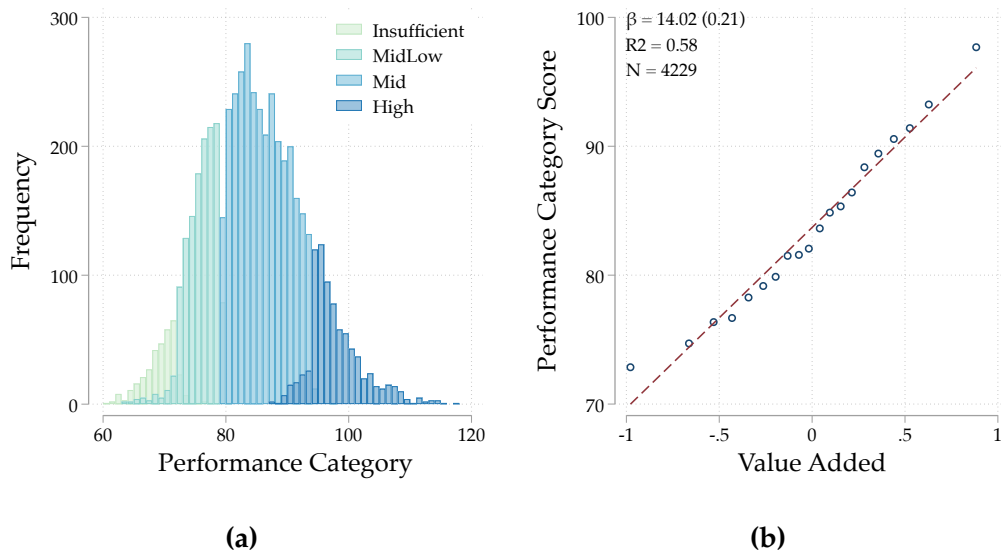 300
200
100
0
Frequency
Insufficient
MidLow
Mid
High
60
80
100
120
Performance Category
(a)
100
90
80
70
Performance Category Score
β = 14.02 (0.21)
R2 = 0.58
N = 4229
-1
-.5
0
.5
1
Value Added
(b)